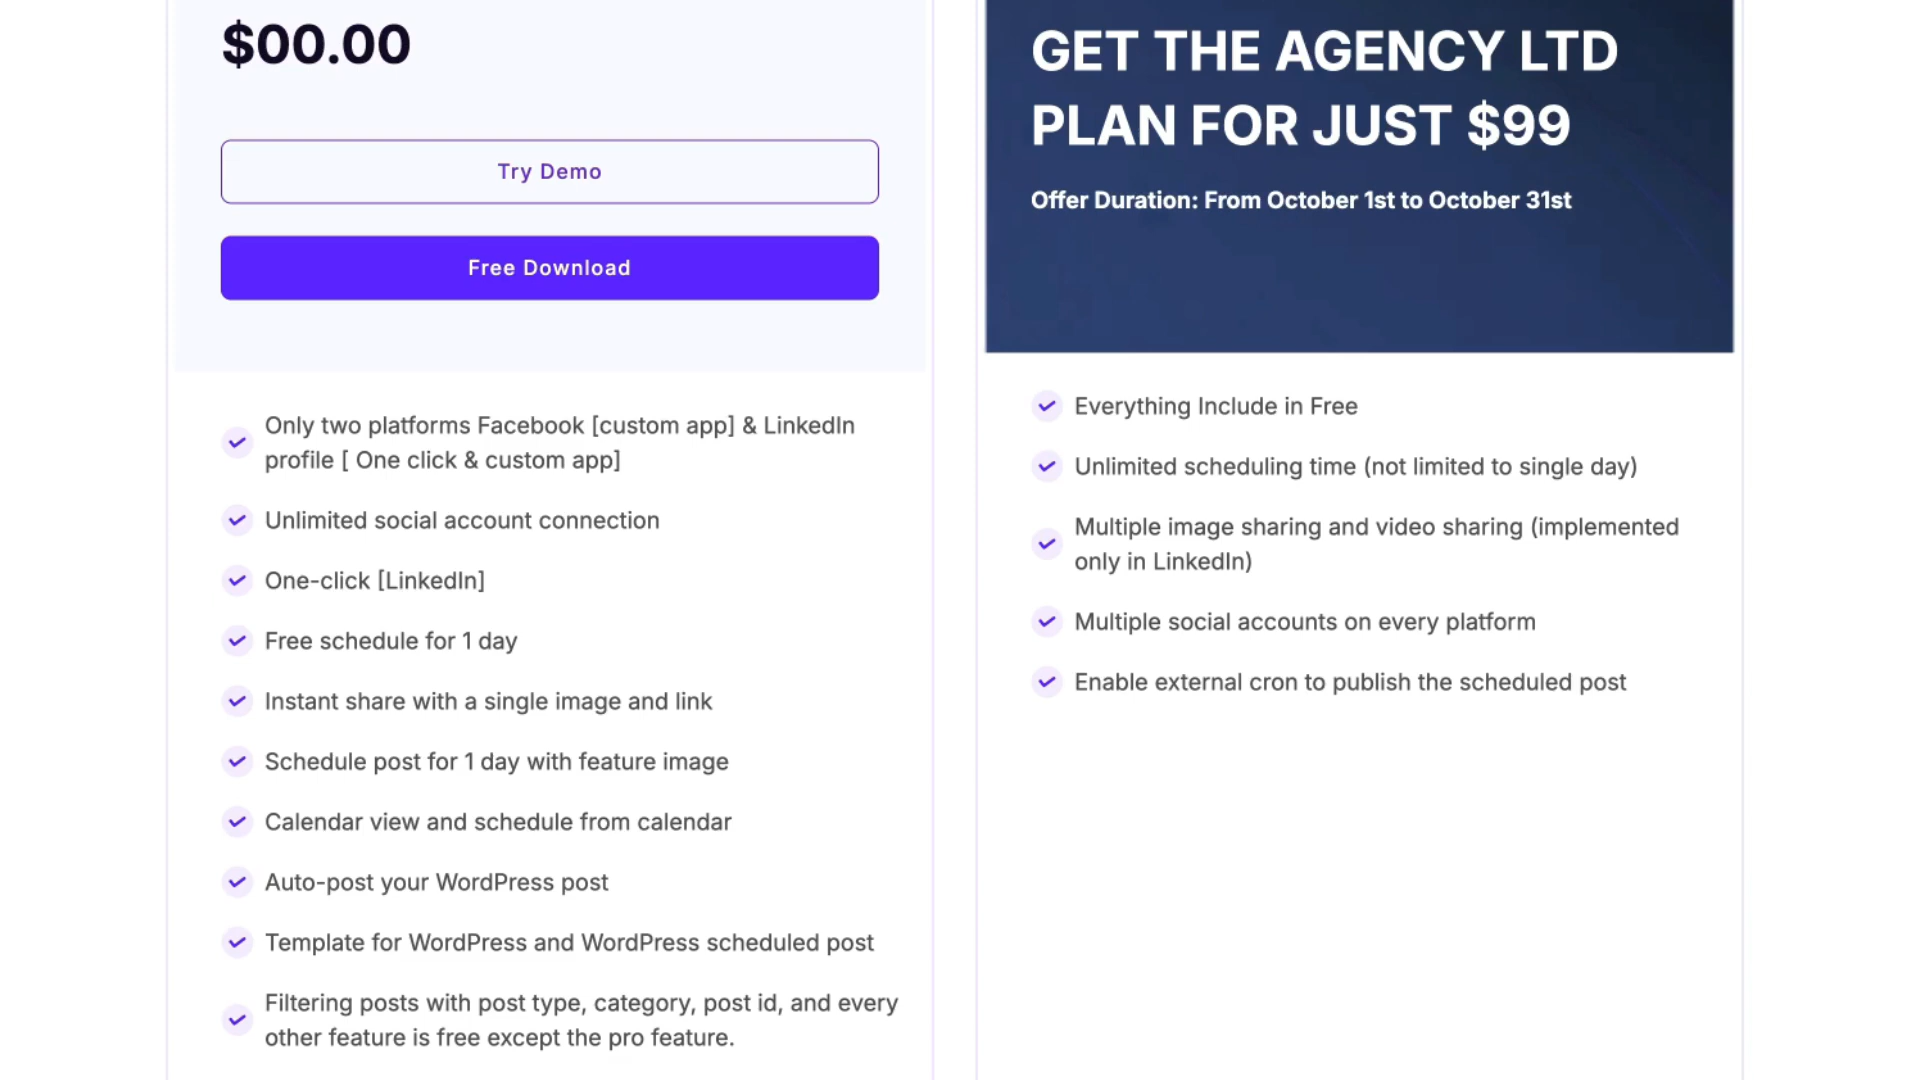 $00.00
Try Demo
Free Download
Only two platforms Facebook [custom app] & LinkedIn
profile [ One click & custom app]
Unlimited social account connection
One-click [LinkedIn]
Free schedule for 1 day
Instant share with a single image and link
Schedule post for 1 day with feature image
Calendar view and schedule from calendar
Auto-post your WordPress post
Template for WordPress and WordPress scheduled post
Filtering posts with post type, category, post id, and every
other feature is free except the pro feature.
GET THE AGENCY LTD
PLAN FOR JUST $99
Offer Duration: From October 1st to October 31st
Everything Include in Free
Unlimited scheduling time (not limited to single day)
Multiple image sharing and video sharing (implemented
only in LinkedIn)
Multiple social accounts on every platform
Enable external cron to publish the scheduled post